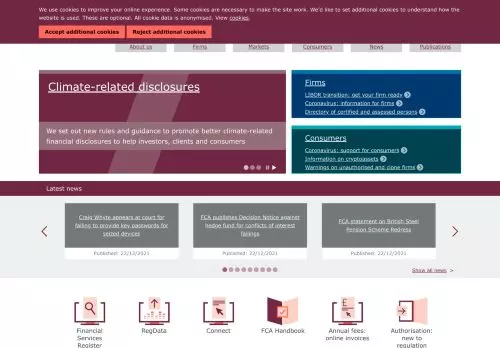 We use cookies to improve your online experience. Some cookies are necessary to make the site work. We'd like to set additional cookies to understand how
the website is used. These are optional. All cookie data is anonymised. View cookies.
Accept additional cookies Reject additional cookies
About us Firms Markets Consumers News Publications
Climate-related disclosures
We set out new rules and guidance to promote better climate-related
financial disclosures to help investors, clients and consumers
Firms
LIBOR transition: get your firm ready
Coronavirus: information for firms
Directory of certified and assessed persons
Consumers
Coronavirus: support for consumers
Information on cryptoassets
Warnings on unauthorised and clone firms
Latest news
Craig Whyte appears at court for
failing to provide key passwords for
seized devices
Published: 22/12/2021
FCA publishes Decision Notice against
hedge fund for conflicts of interest
failings
Published: 22/12/2021
FCA statement on British Steel
Pension Scheme Redress
Published: 22/12/2021
Show all news >
Financial
Services
Register
RegData
Connect
FCA Handbook
Annual fees:
online invoices
Authorisation:
new to
regulation